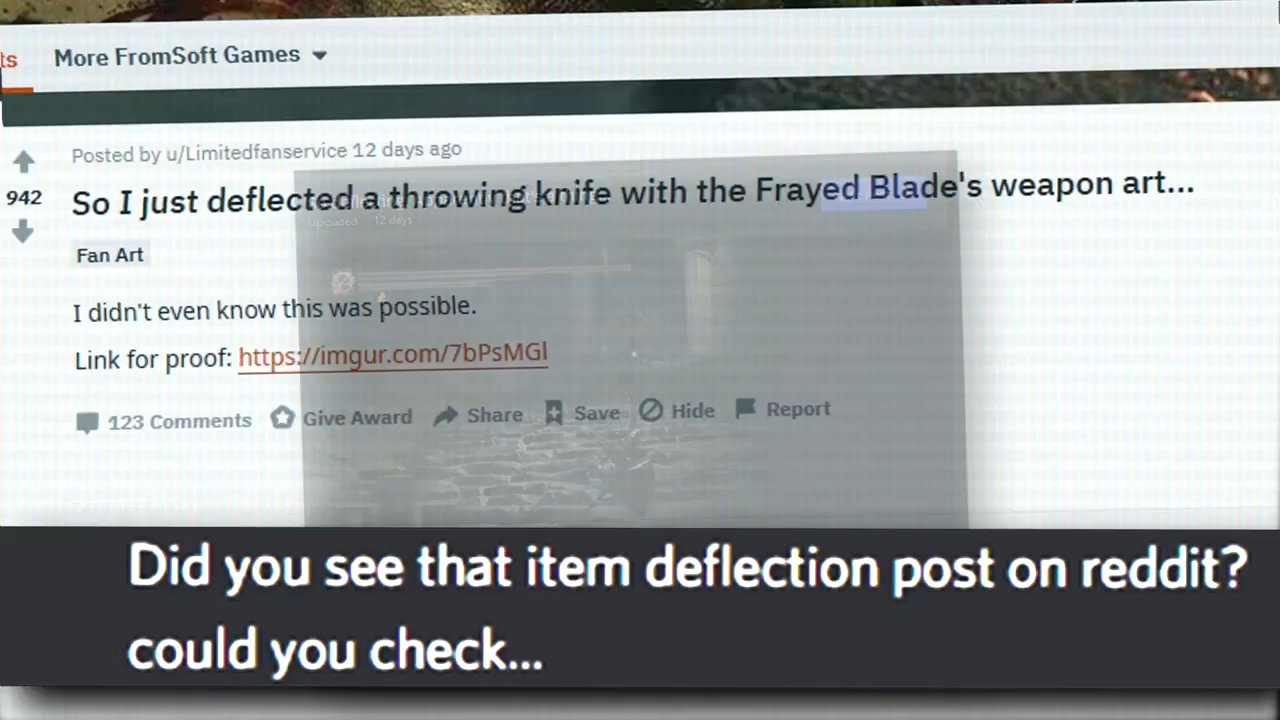 ts More FromSoft Games
Posted by u/Limitedfanservice 12 days ago
942
So I just deflected a throwing knife with the Frayed Blade's weapon art...
Uploaded 12 days
Fan Art
I didn't even know this was possible.
Link for proof: https://imgur.com/7bPsMGl
123 Comments Give Award Share Save Hide Report
Did you see that item deflection post on reddit?
could you check...